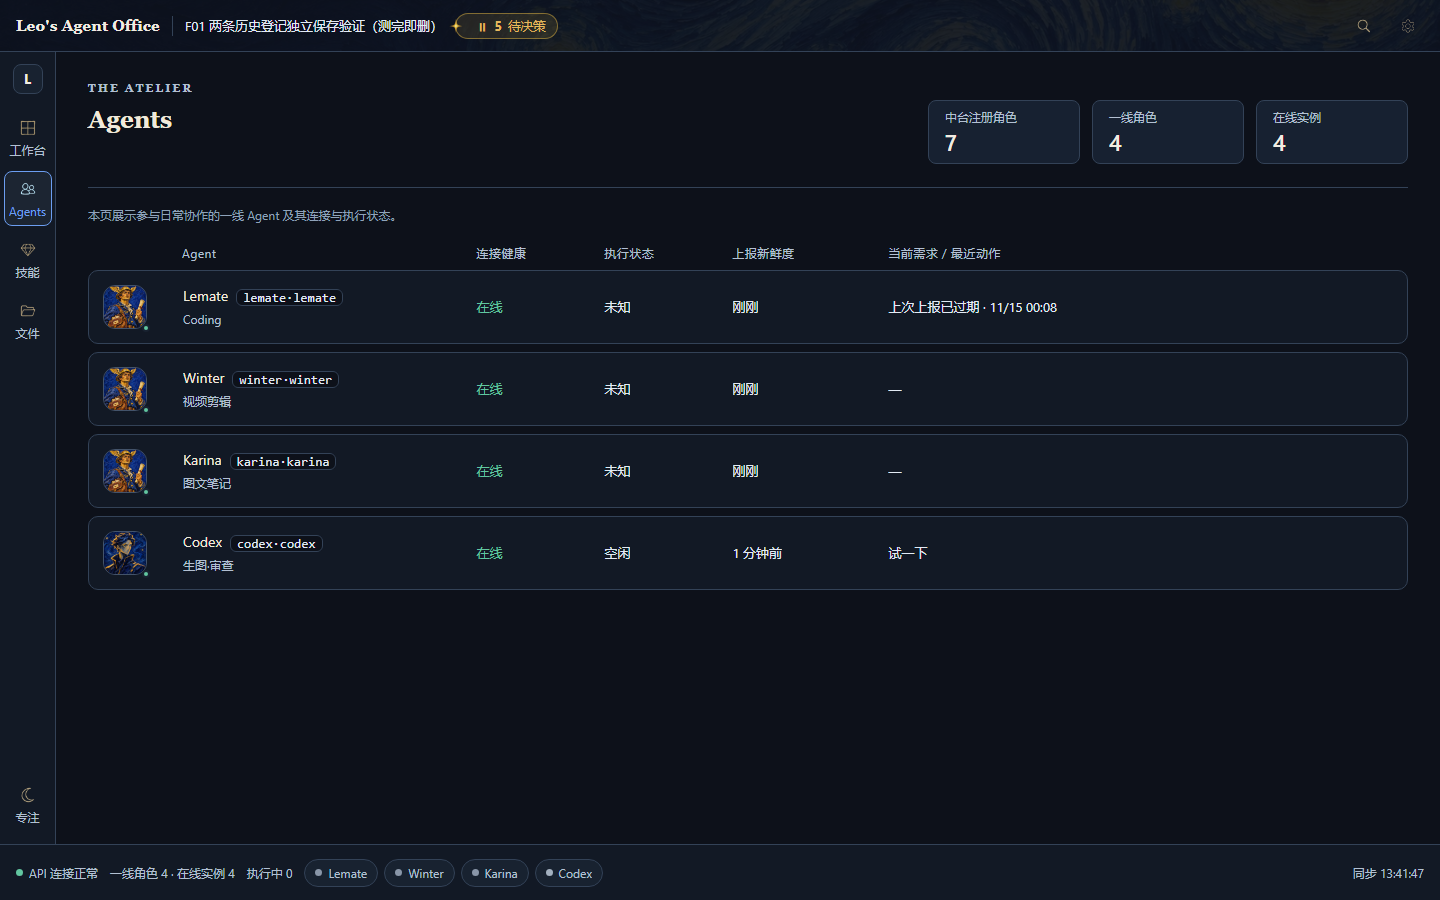 Leo's Agent Office
F01 两条历史登记独立保存验证（测完即删）
5 待决策
L
工作台
Agents
技能
文件
专注
THE ATELIER
Agents
中台注册角色
7
一线角色
4
在线实例
4
本页展示参与日常协作的一线 Agent 及其连接与执行状态。
Agent 连接健康 执行状态 上报新鲜度 当前需求 / 最近动作
Lemate lemate·lemate
Coding
在线 未知 刚刚 上次上报已过期 · 11/15 00:08
Winter winter·winter
视频剪辑
在线 未知 刚刚 —
Karina karina·karina
图文笔记
在线 未知 刚刚 —
Codex codex·codex
生图·审查
在线 空闲 1 分钟前 试一下
API 连接正常 一线角色 4 · 在线实例 4 执行中 0 Lemate Winter Karina Codex
同步 13:41:47